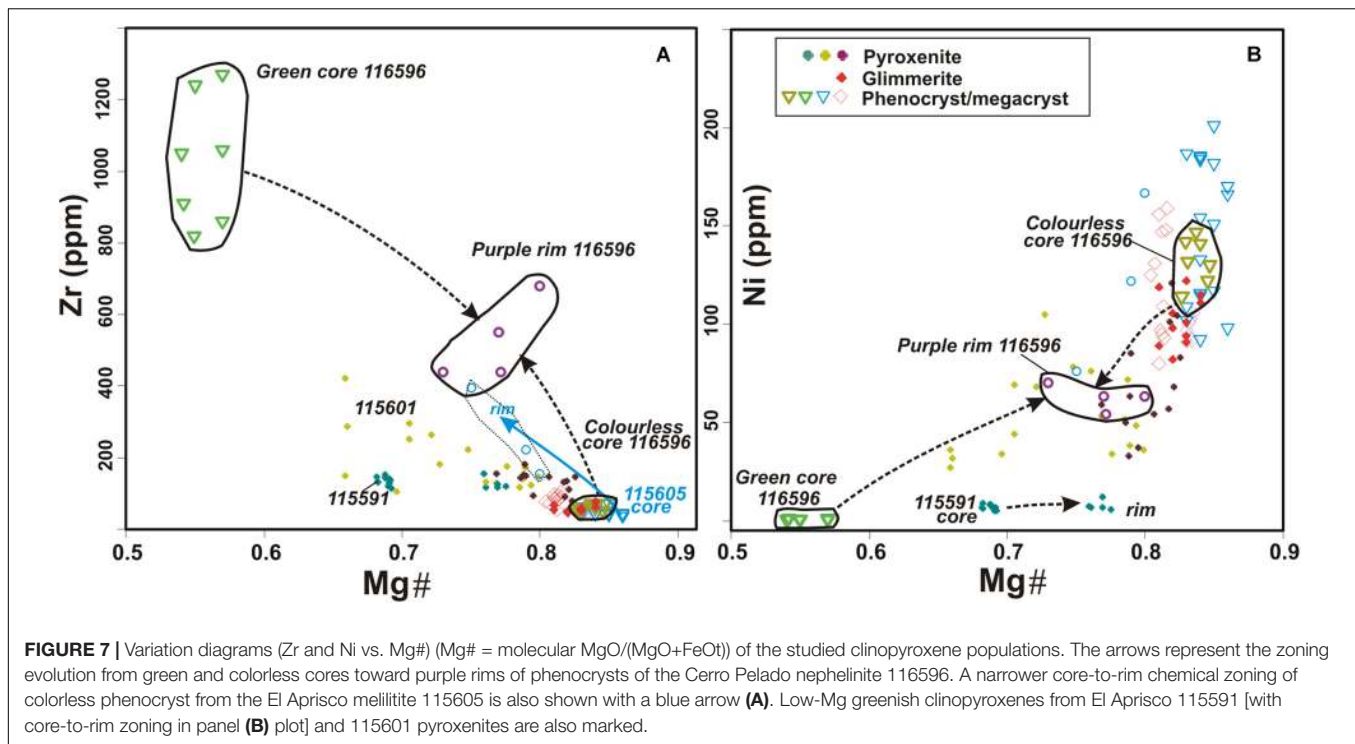 A
Green core 116596
Purple rim 116596
115601
rim
Colourless
core 116596
115591
115605
core
Zr (ppm)
1200
1000
800
600
400
200
0.5
0.6
0.7
0.8
0.9
Mg#
B
Pyroxenite
Glimmerite
Phenocryst/megacryst
Colourless
core 116596
Purple rim 116596
Green core
116596
115591
core
rim
Ni (ppm)
200
150
100
50
0
0.5
0.6
0.7
0.8
0.9
Mg#
FIGURE 7 | Variation diagrams (Zr and Ni vs. Mg#) (Mg# = molecular MgO/(MgO+FeOt)) of the studied clinopyroxene populations. The arrows represent the zoning
evolution from green and colorless cores toward purple rims of phenocrysts of the Cerro Pelado nephelinite 116596. A narrower core-to-rim chemical zoning of
colorless phenocryst from the El Aprisco melilitite 115605 is also shown with a blue arrow (A). Low-Mg greenish clinopyroxenes from El Aprisco 115591 [with
core-to-rim zoning in panel (B) plot] and 115601 pyroxenites are also marked.